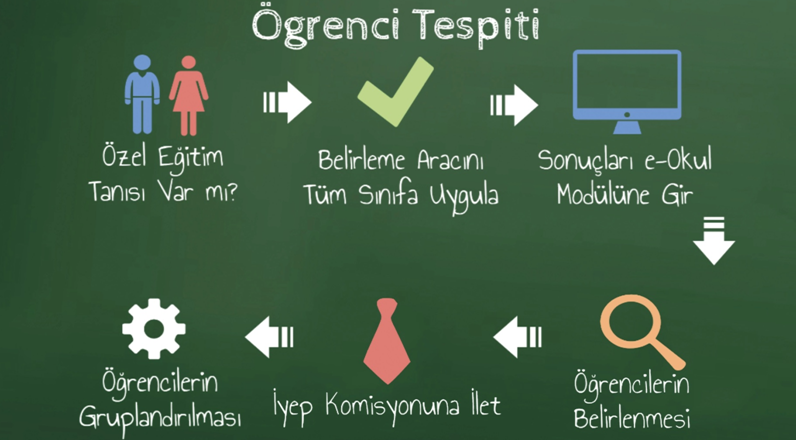 Öğrenci Tespiti
Özel Eğitim
Tanısı Var mı?
Belirleme Aracını
Tüm Sınıfa Uygula
Sonuçları e-Okul
Modülüne Gir
Öğrencilerin
Belirlenmesi
İyep Komisyonuna İlet
Öğrencilerin
Gruplandırılması